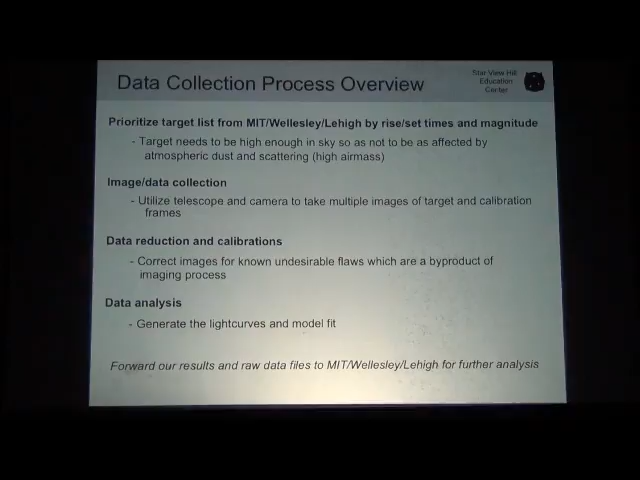 Data Collection Process Overview
Star View Hill
Education
Center
Prioritize target list from MIT/Wellesley/Lehigh by rise/set times and magnitude
- Target needs to be high enough in sky so as not to be as affected by
atmospheric dust and scattering (high airmass)
Image/data collection
- Utilize telescope and camera to take multiple images of target and calibration
frames
Data reduction and calibrations
- Correct images for known undesirable flaws which are a byproduct of
imaging process
Data analysis
- Generate the lightcurves and model fit
Forward our results and raw data files to MIT/Wellesley/Lehigh for further analysis